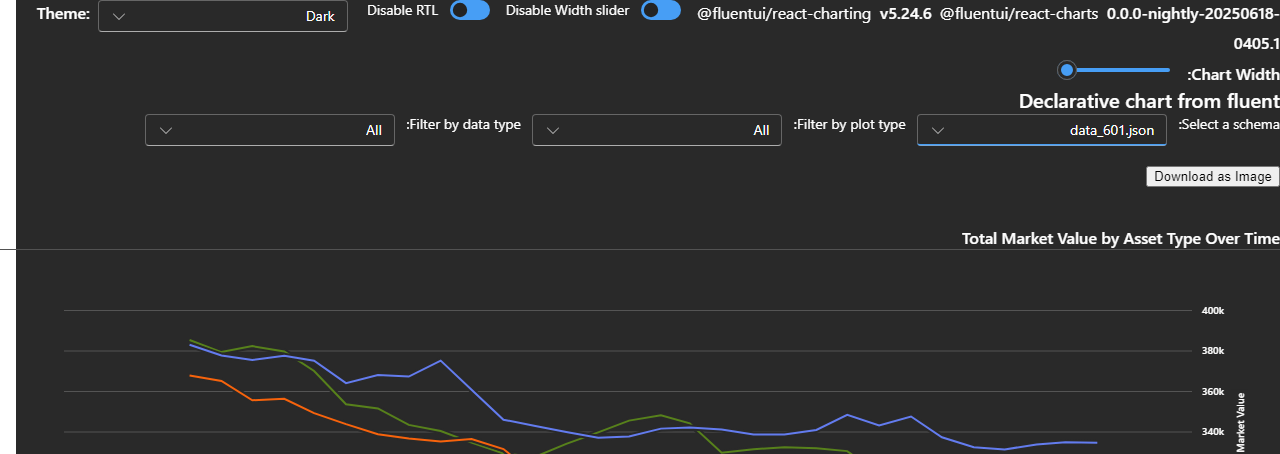 Theme: Dark Disable RTL Disable Width slider @fluentui/react-charting v5.24.6 @fluentui/react-charts 0.0.0-nightly-20250618-
0405.1
:Chart Width
Declarative chart from fluent
:Select a schema data_601.json :Filter by plot type All :Filter by data type All
Download as Image
Total Market Value by Asset Type Over Time
400k
380k
360k
340k
Market Value